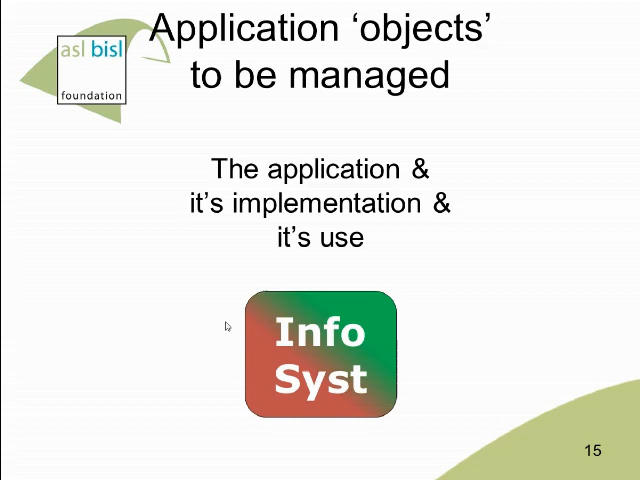 Application ‘objects’
to be managed
asl bisl
foundation
The application &
it’s implementation &
it’s use
Info
Syst
15